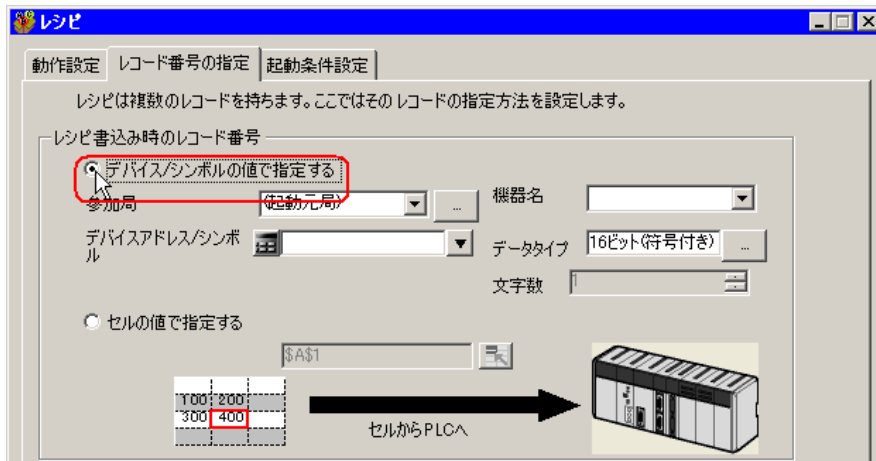 レシピ
動作設定 レコード番号の指定 起動条件設定
レシピは複数のレコードを持ちます。ここではそのレコードの指定方法を設定します。
レシピ書込み時のレコード番号
デバイス/シンボルの値で指定する
参加局 (起動元局) ... 機器名
デバイスアドレス/シンボル データタイプ 16ビット(符号付き) ...
文字数 1
セルの値で指定する
$A$1
100 200
300 400
セルからPLCへ